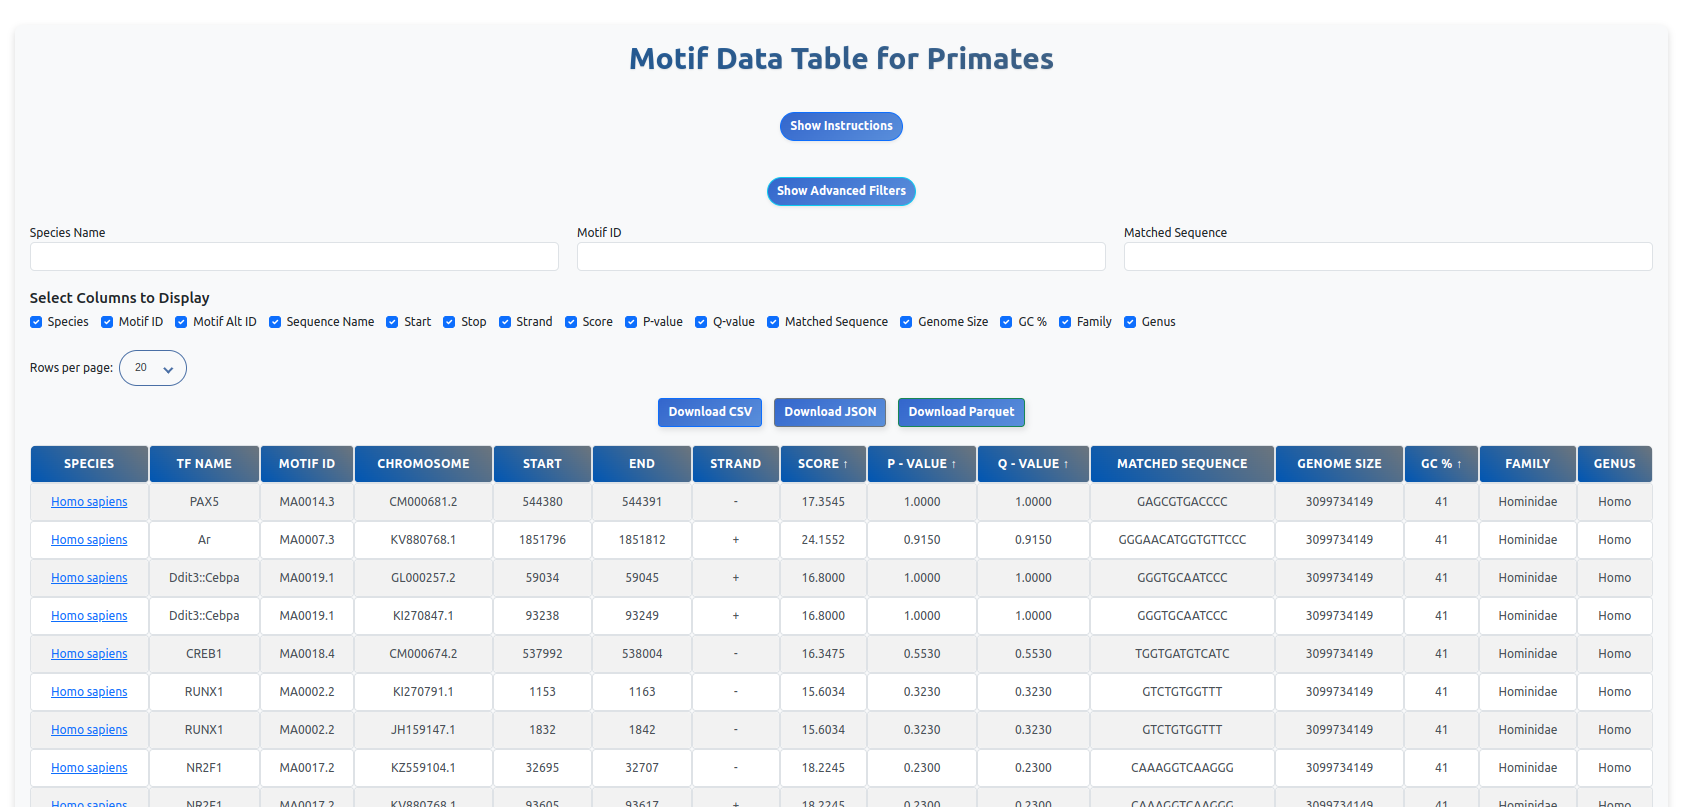 Motif Data Table for Primates
Show Instructions
Show Advanced Filters
Species Name Motif ID Matched Sequence
Select Columns to Display
Species Motif ID Motif Alt ID Sequence Name Start Stop Strand Score P-value Q-value Matched Sequence Genome Size GC % Family Genus
Rows per page: 20
Download CSV Download JSON Download Parquet
SPECIES TF NAME MOTIF ID CHROMOSOME START END STRAND SCORE ↑ P - VALUE ↑ Q - VALUE ↑ MATCHED SEQUENCE GENOME SIZE GC % ↑ FAMILY GENUS
Homo sapiens PAX5 MA0014.3 CM000681.2 544380 544391 - 17.3545 1.0000 1.0000 GAGCGTGACCCC 3099734149 41 Hominidae Homo
Homo sapiens Ar MA0007.3 KV880768.1 1851796 1851812 + 24.1552 0.9150 0.9150 GGGAACATGGTGTTCCC 3099734149 41 Hominidae Homo
Homo sapiens Ddit3::Cebpa MA0019.1 GL000257.2 59034 59045 + 16.8000 1.0000 1.0000 GGGTGCAATCCC 3099734149 41 Hominidae Homo
Homo sapiens Ddit3::Cebpa MA0019.1 KI270847.1 93238 93249 + 16.8000 1.0000 1.0000 GGGTGCAATCCC 3099734149 41 Hominidae Homo
Homo sapiens CREB1 MA0018.4 CM000674.2 537992 538004 - 16.3475 0.5530 0.5530 TGGTGATGTCATC 3099734149 41 Hominidae Homo
Homo sapiens RUNX1 MA0002.2 KI270791.1 1153 1163 - 15.6034 0.3230 0.3230 GTCTGTGGTTT 3099734149 41 Hominidae Homo
Homo sapiens RUNX1 MA0002.2 JH159147.1 1832 1842 - 15.6034 0.3230 0.3230 GTCTGTGGTTT 3099734149 41 Hominidae Homo
Homo sapiens NR2F1 MA0017.2 KZ559104.1 32695 32707 - 18.2245 0.2300 0.2300 CAAAGGTCAAGGG 3099734149 41 Hominidae Homo
Homo sapiens NR2F1 MA0017.2 KV880768.1 93605 93617 + 18.2245 0.2300 0.2300 CAAAGGTCAAGGG 3099734149 41 Hominidae Homo